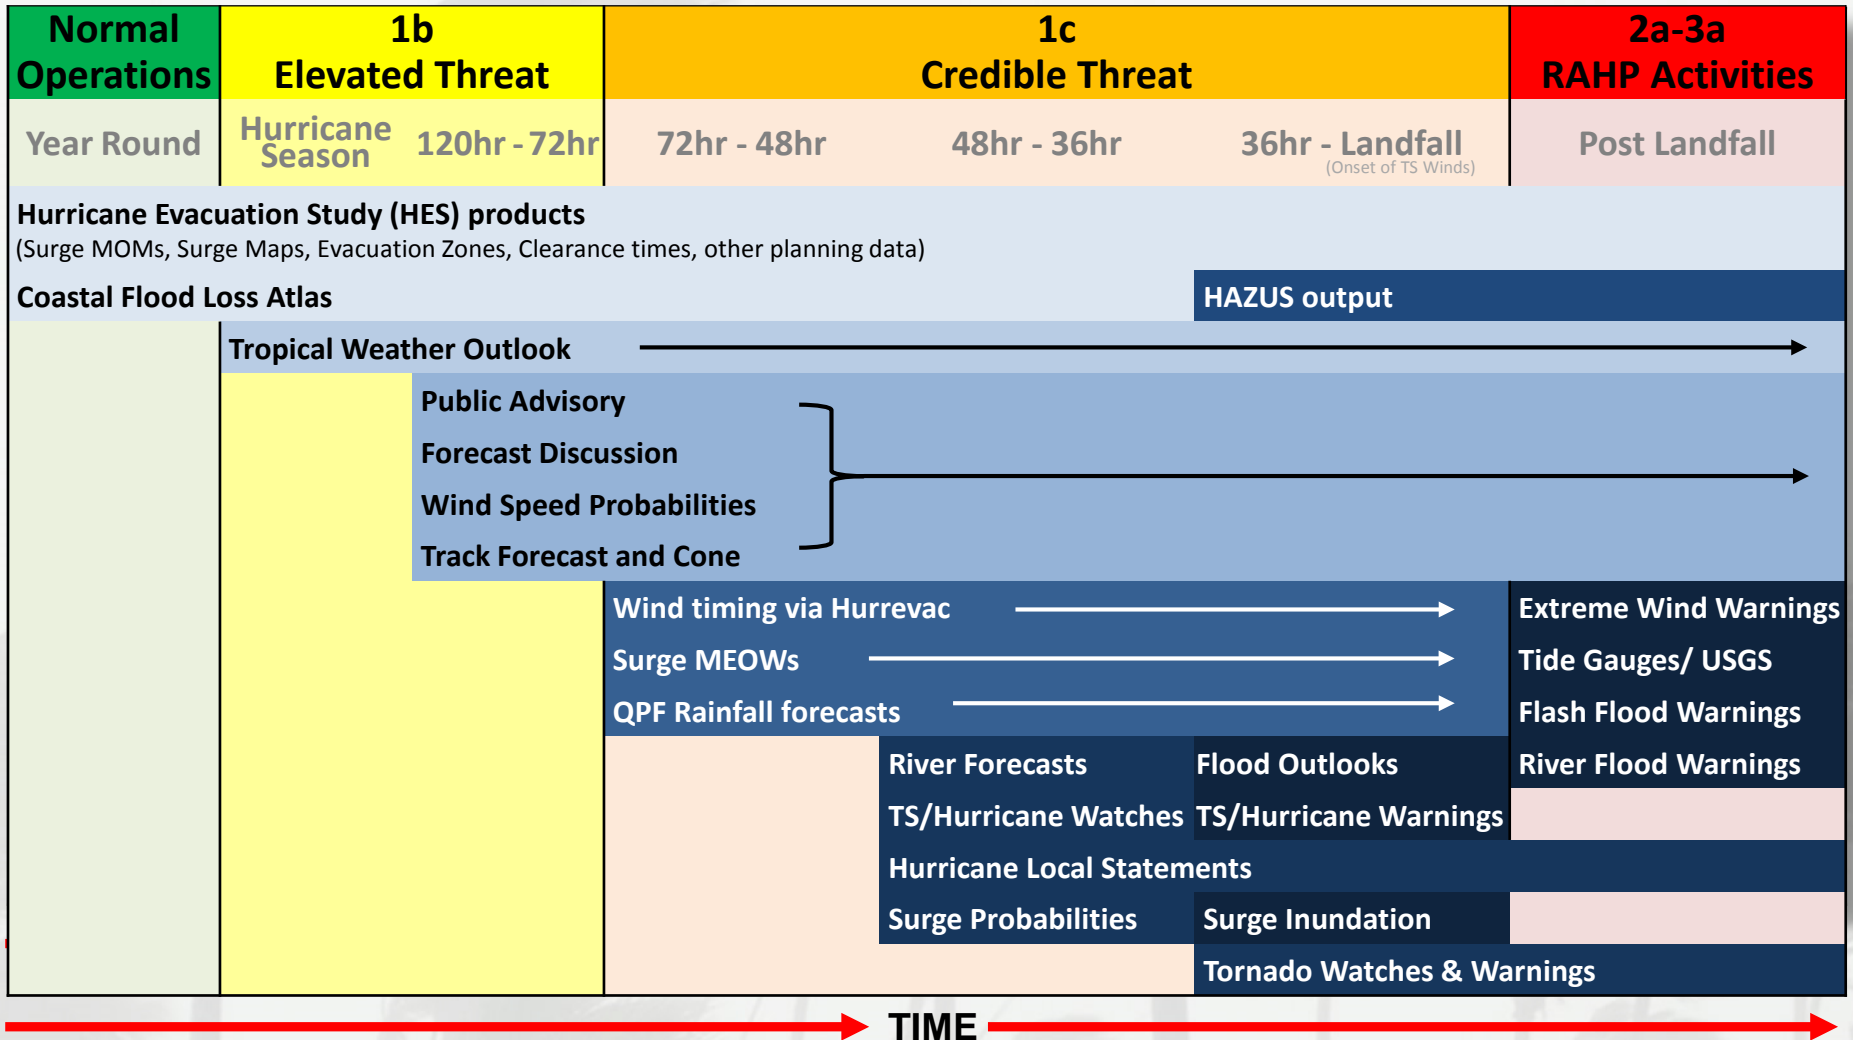 Normal Operations
1b
Elevated Threat
1c
Credible Threat
2a-3a
RAHP Activities
Year Round
Hurricane Season
120hr - 72hr
72hr - 48hr
48hr - 36hr
36hr - Landfall
(Onset of TS Winds)
Post Landfall
Hurricane Evacuation Study (HES) products
(Surge MOMs, Surge Maps, Evacuation Zones, Clearance times, other planning data)
Coastal Flood Loss Atlas
HAZUS output
Tropical Weather Outlook
Public Advisory
Forecast Discussion
Wind Speed Probabilities
Track Forecast and Cone
Wind timing via Hurrevac
Extreme Wind Warnings
Surge MEOWs
Tide Gauges/ USGS
QPF Rainfall forecasts
Flash Flood Warnings
River Forecasts
Flood Outlooks
River Flood Warnings
TS/Hurricane Watches
TS/Hurricane Warnings
Hurricane Local Statements
Surge Probabilities
Surge Inundation
Tornado Watches & Warnings
TIME